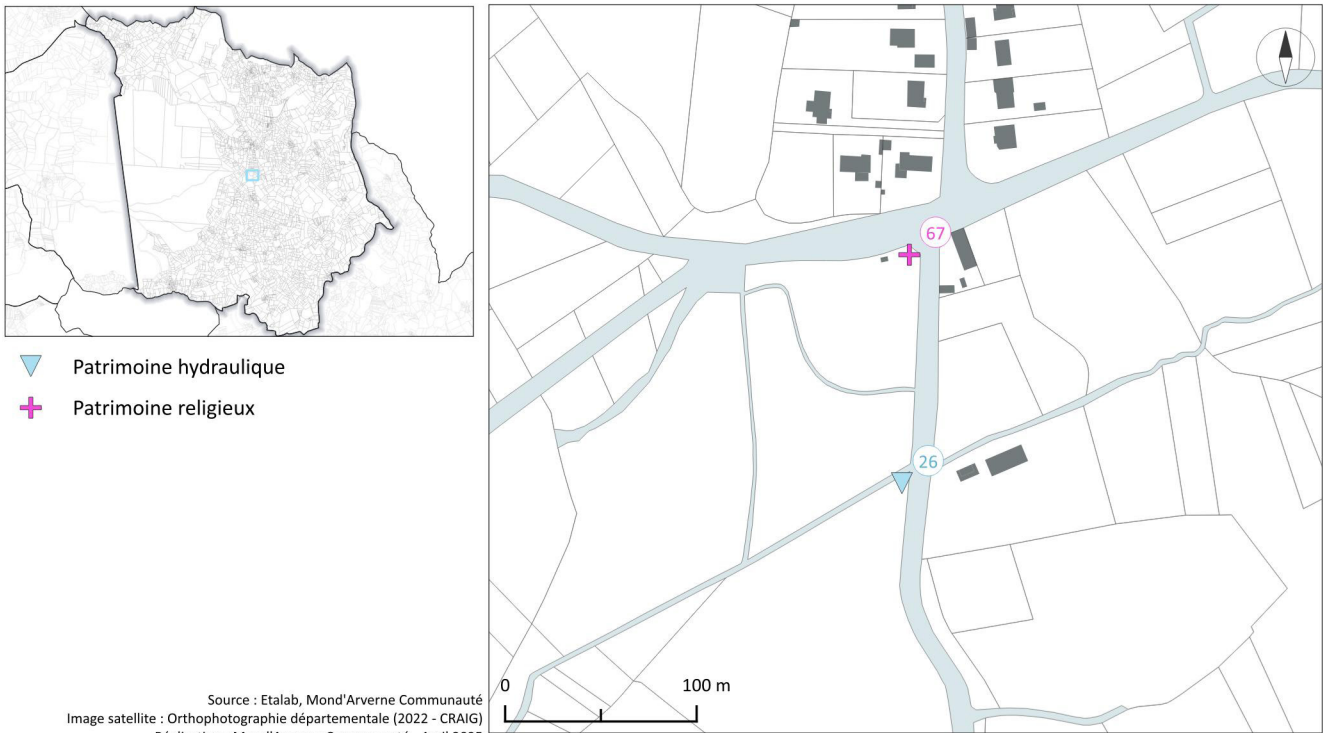 Patrimoine hydraulique
Patrimoine religieux
Source : Etalab, Mond'Arverne Communauté
Image satellite : Orthophotographie départementale (2022 - CRAIG)
67
26
0 100 m